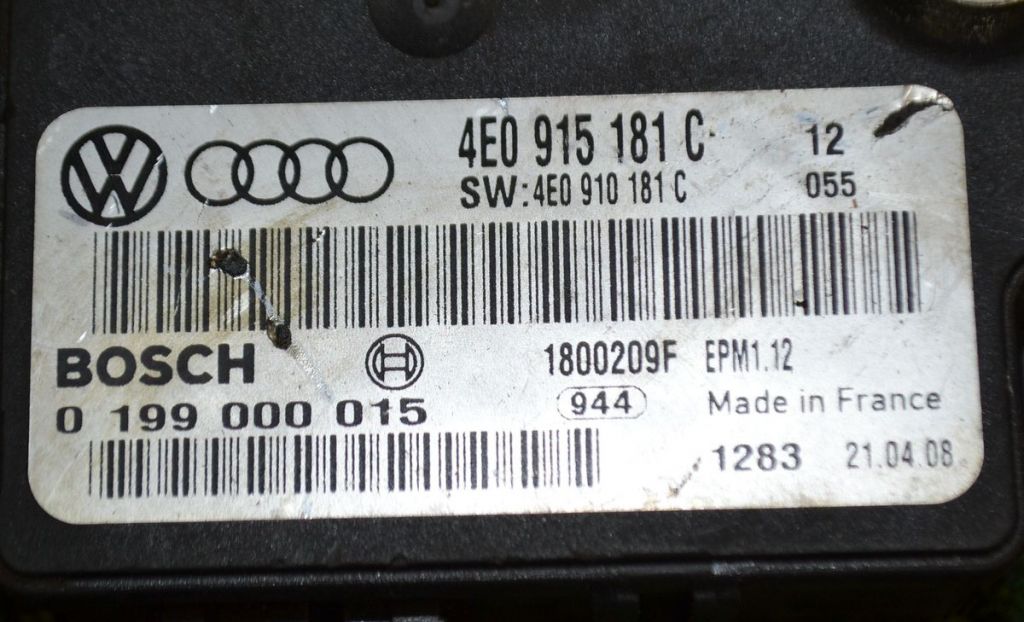 4E0 915 181 C 12
SW:4E0 910 181 C 055
BOSCH 1800209F EPM1.12
0 199 000 015 944 Made in France
1283 21.04.08